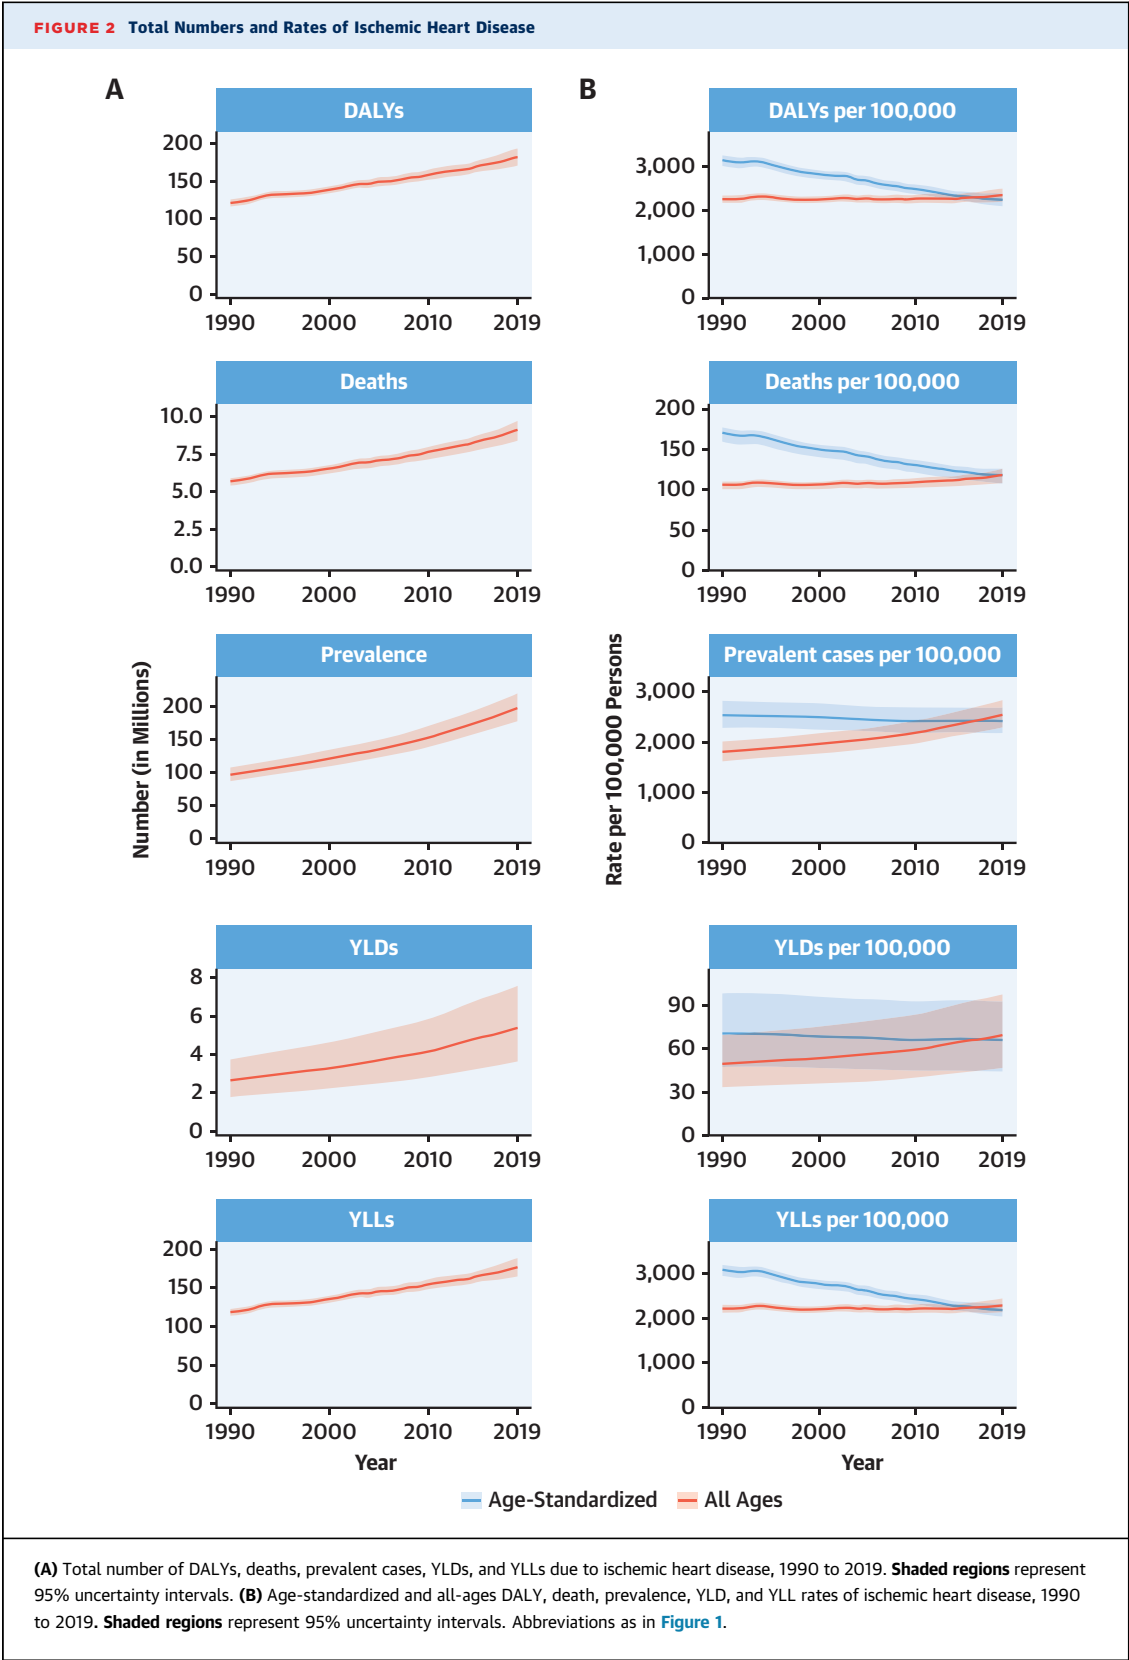 FIGURE 2 Total Numbers and Rates of Ischemic Heart Disease
A
DALYs
200
150
100
50
0
1990 2000 2010 2019
Deaths
10.0
7.5
5.0
2.5
0.0
1990 2000 2010 2019
Number (in Millions)
Prevalence
200
150
100
50
0
1990 2000 2010 2019
YLDs
8
6
4
2
0
1990 2000 2010 2019
YLLs
200
150
100
50
0
1990 2000 2010 2019
Year
B
DALYs per 100,000
3,000
2,000
1,000
0
1990 2000 2010 2019
Deaths per 100,000
200
150
100
50
0
1990 2000 2010 2019
Rate per 100,000 Persons
Prevalent cases per 100,000
3,000
2,000
1,000
0
1990 2000 2010 2019
YLDs per 100,000
90
60
30
0
1990 2000 2010 2019
YLLs per 100,000
3,000
2,000
1,000
0
1990 2000 2010 2019
Year
Age-Standardized All Ages
(A) Total number of DALYs, deaths, prevalent cases, YLDs, and YLLs due to ischemic heart disease, 1990 to 2019. Shaded regions represent
95% uncertainty intervals. (B) Age-standardized and all-ages DALY, death, prevalence, YLD, and YLL rates of ischemic heart disease, 1990
to 2019. Shaded regions represent 95% uncertainty intervals. Abbreviations as in Figure 1.